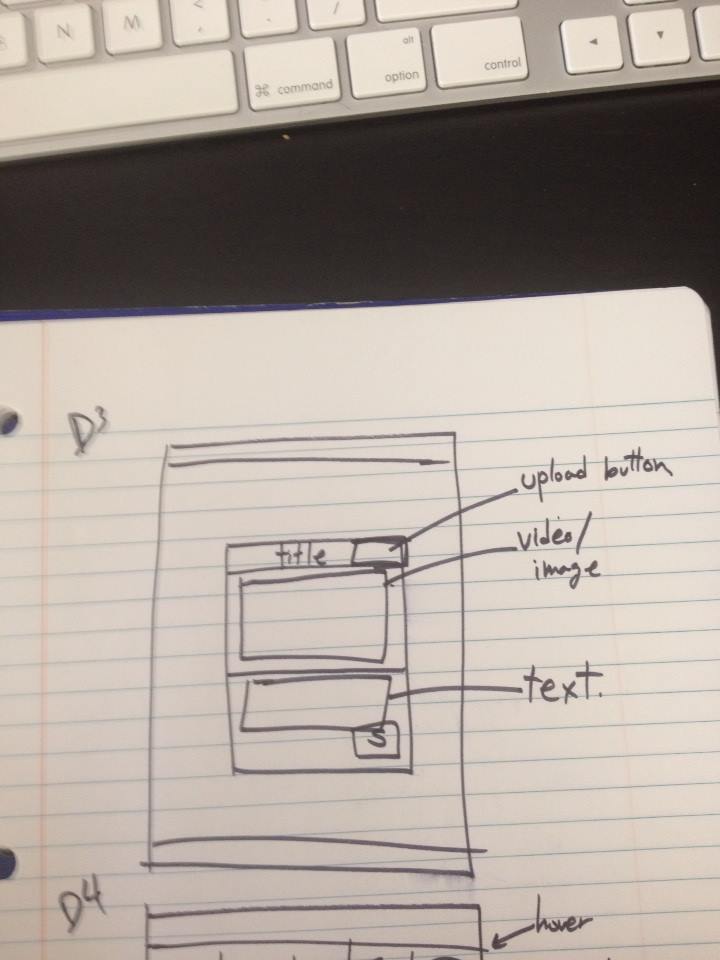 N M < . /
⌘ command
alt
option
control
◄ ▼
D3
upload button
title
video/
image
text.
S
D4
hover